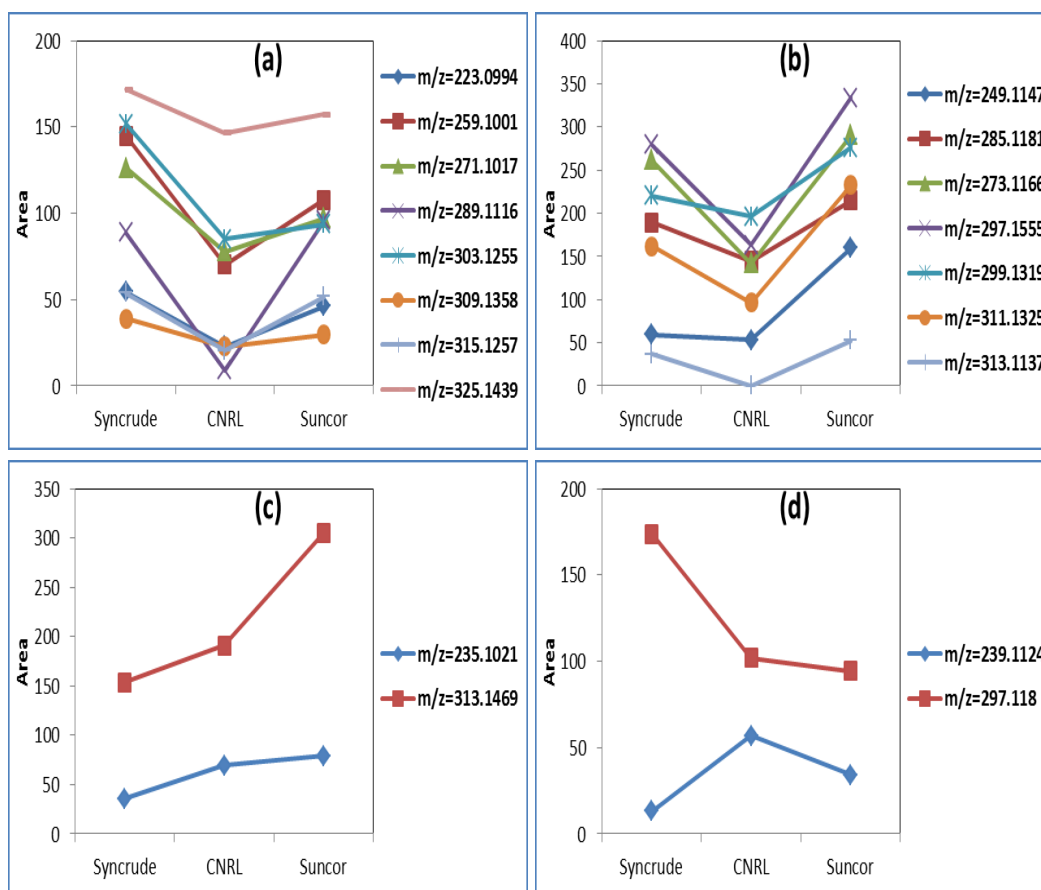 (a)
200
150
100
50
0
Area
Syncrude CNRL Suncor
m/z=223.0994
m/z=259.1001
m/z=271.1017
m/z=289.1116
m/z=303.1255
m/z=309.1358
m/z=315.1257
m/z=325.1439
(b)
400
350
300
250
200
150
100
50
0
Area
Syncrude CNRL Suncor
m/z=249.1147
m/z=285.1181
m/z=273.1166
m/z=297.1555
m/z=299.1319
m/z=311.1325
m/z=313.1137
(c)
350
300
250
200
150
100
50
0
Area
Syncrude CNRL Suncor
m/z=235.1021
m/z=313.1469
(d)
200
150
100
50
0
Area
Syncrude CNRL Suncor
m/z=239.1124
m/z=297.118